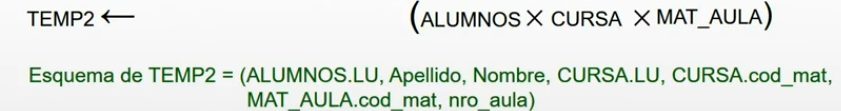 TEMP2 ← (ALUMNOS X CURSA X MAT_AULA)
Esquema de TEMP2 = (ALUMNOS.LU, Apellido, Nombre, CURSA.LU, CURSA.cod_mat,
MAT_AULA.cod_mat, nro_aula)